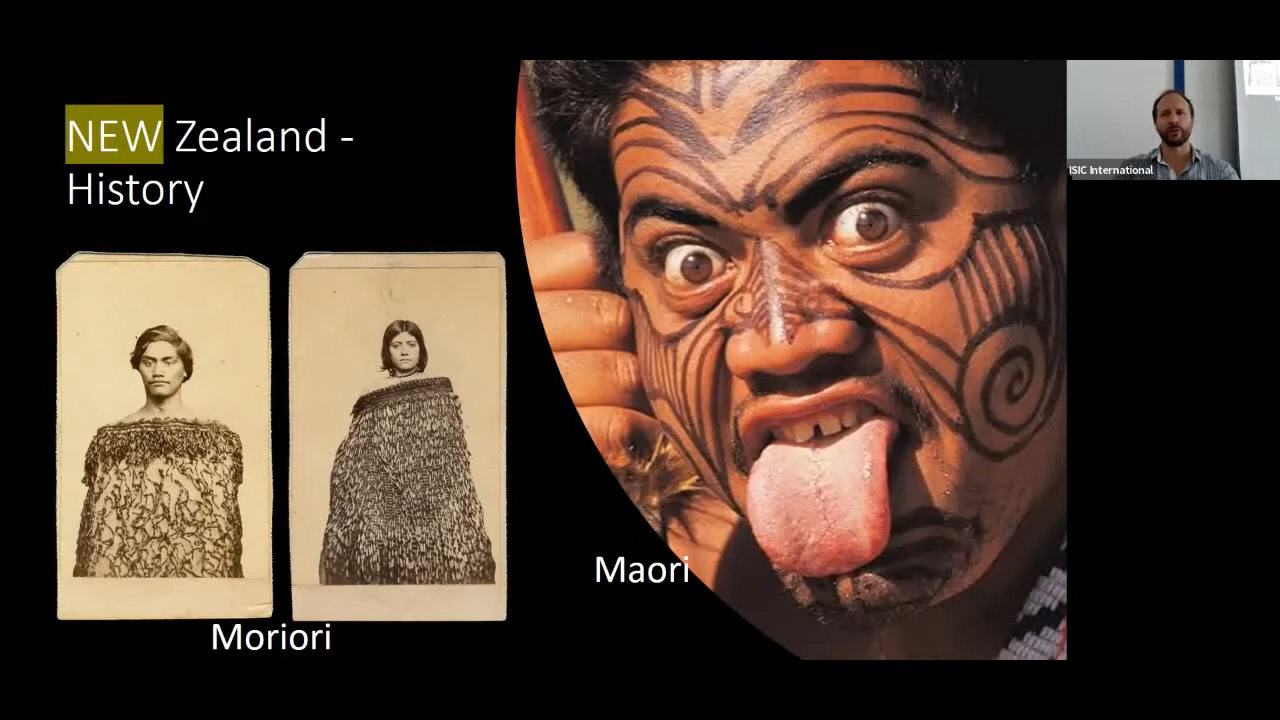 NEW Zealand -
History
ISIC International
Maori
Moriori